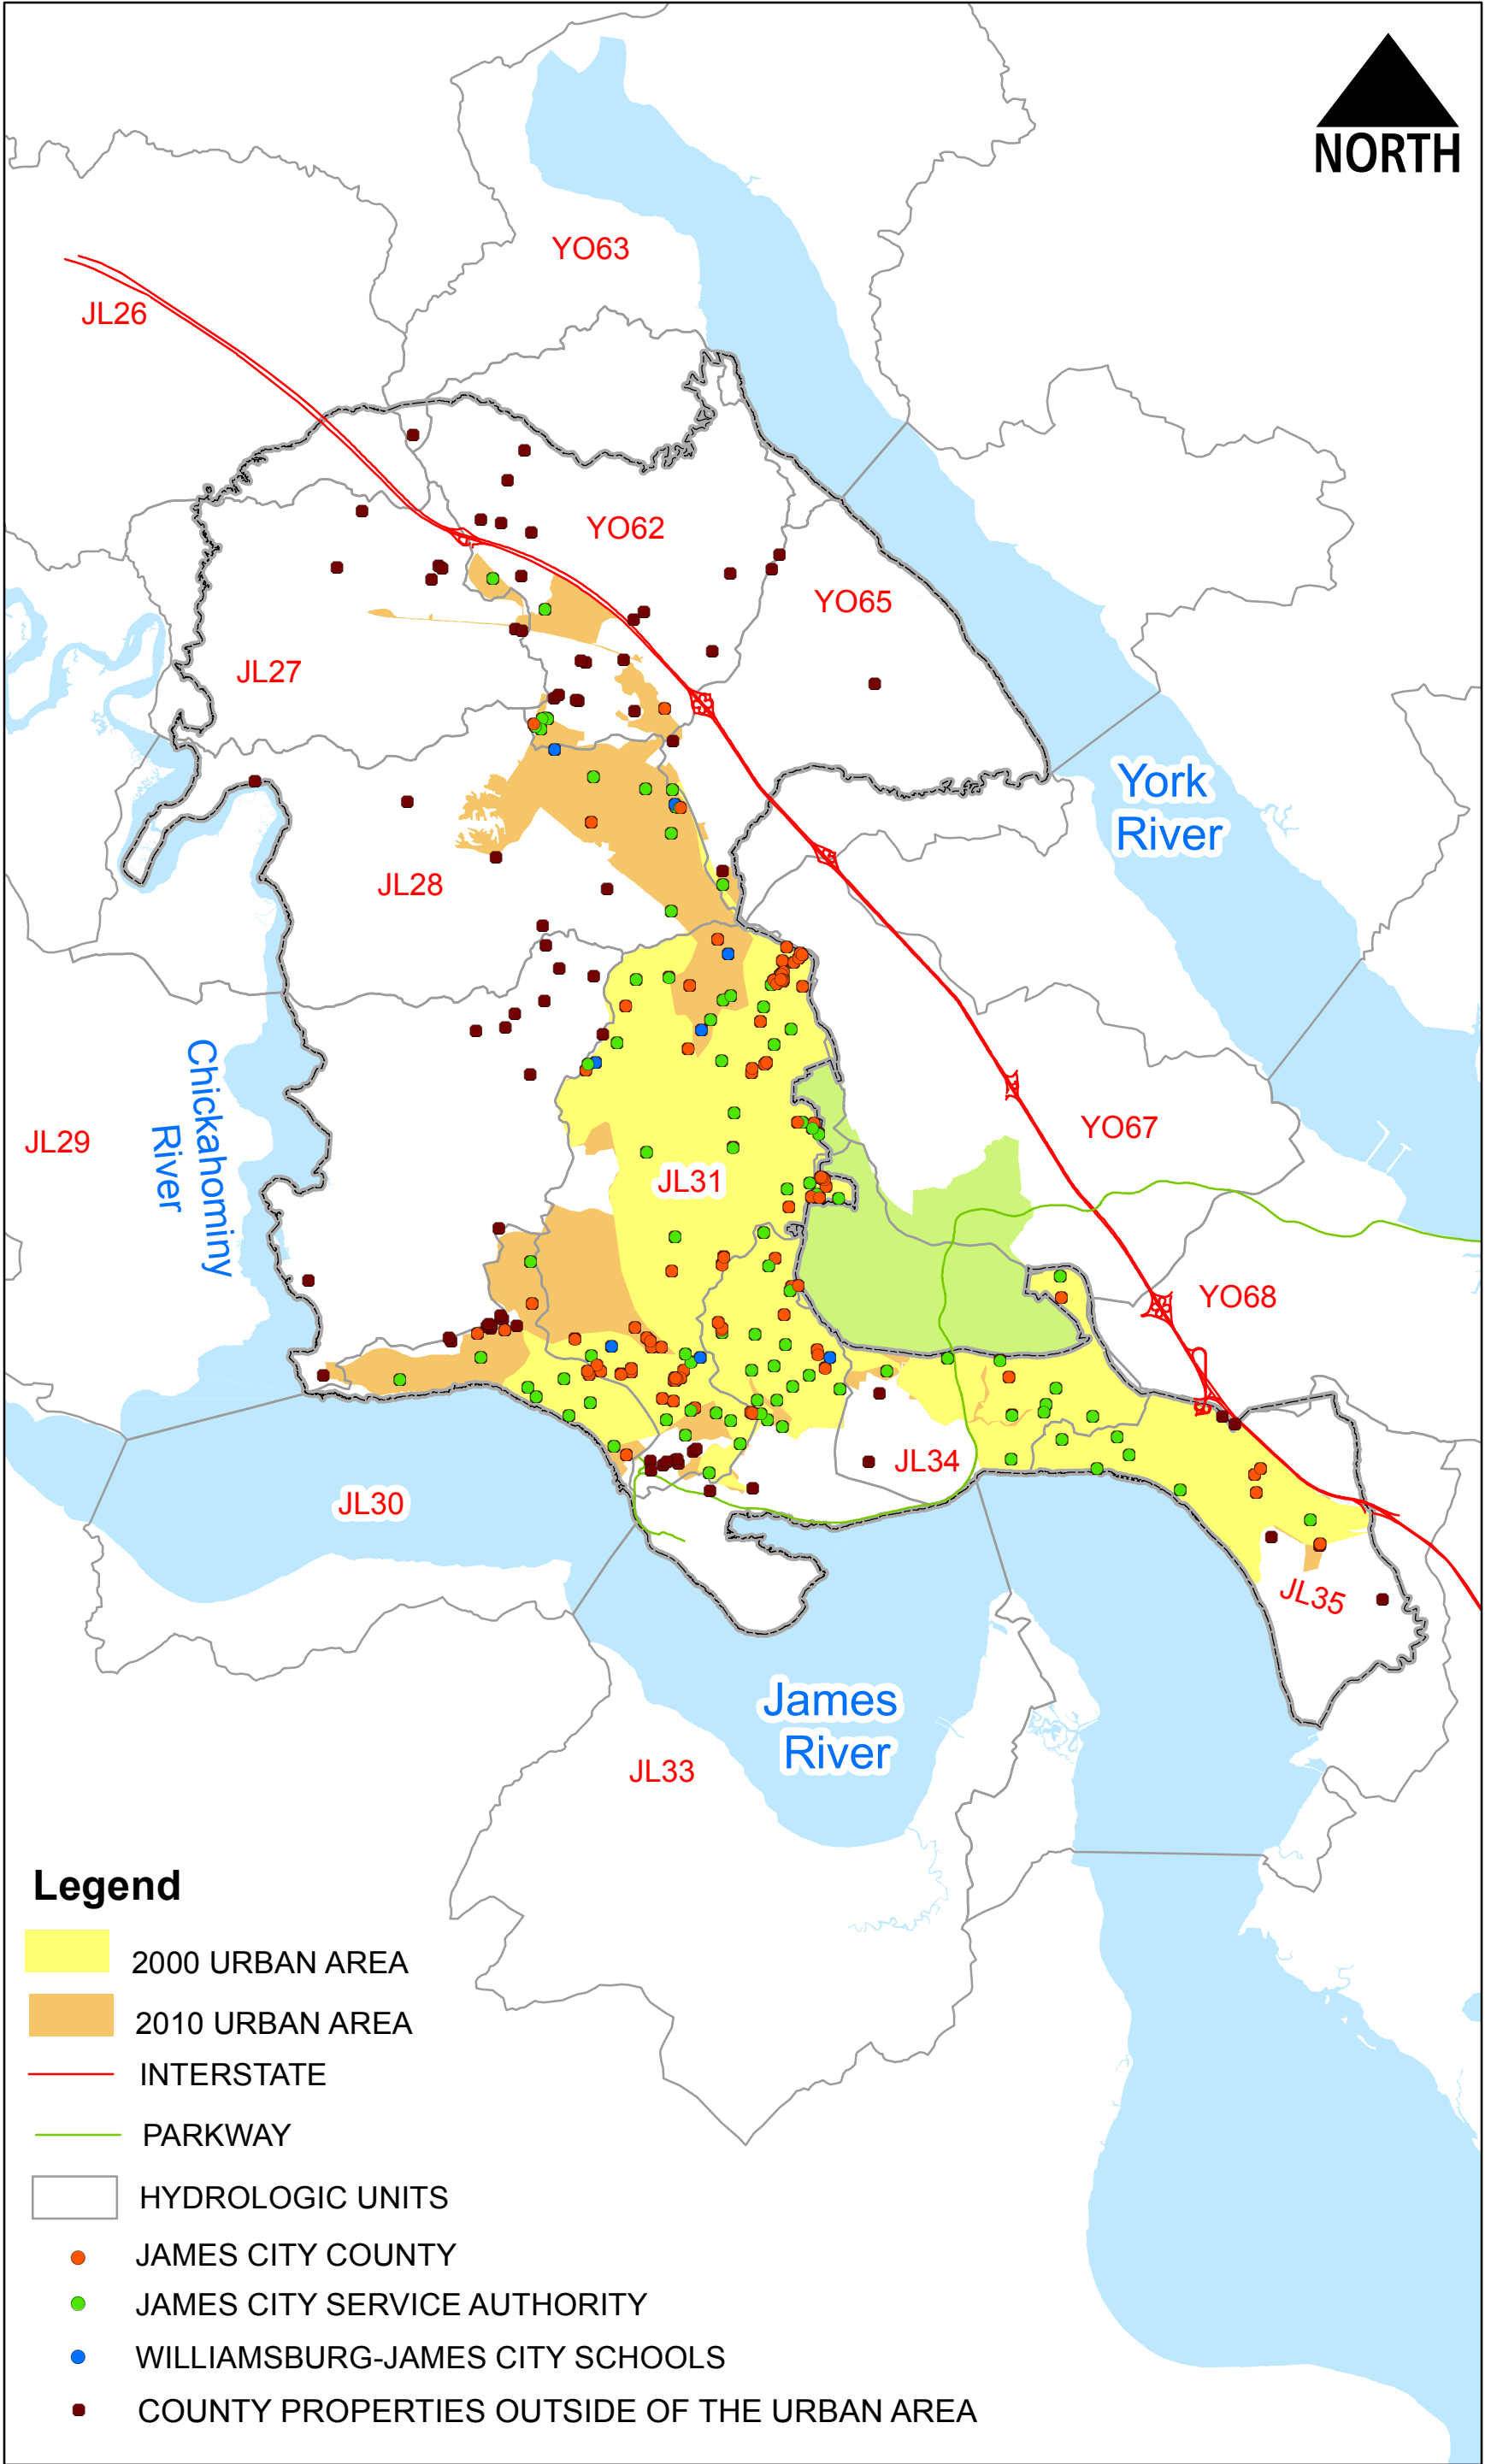 NORTH
YO63
JL26
YO62
YO65
JL27
York
River
JL28
Chickahominy
River
JL29
YO67
JL31
YO68
JL34
JL30
JL35
James
River
JL33
Legend
2000 URBAN AREA
2010 URBAN AREA
INTERSTATE
PARKWAY
HYDROLOGIC UNITS
JAMES CITY COUNTY
JAMES CITY SERVICE AUTHORITY
WILLIAMSBURG-JAMES CITY SCHOOLS
COUNTY PROPERTIES OUTSIDE OF THE URBAN AREA